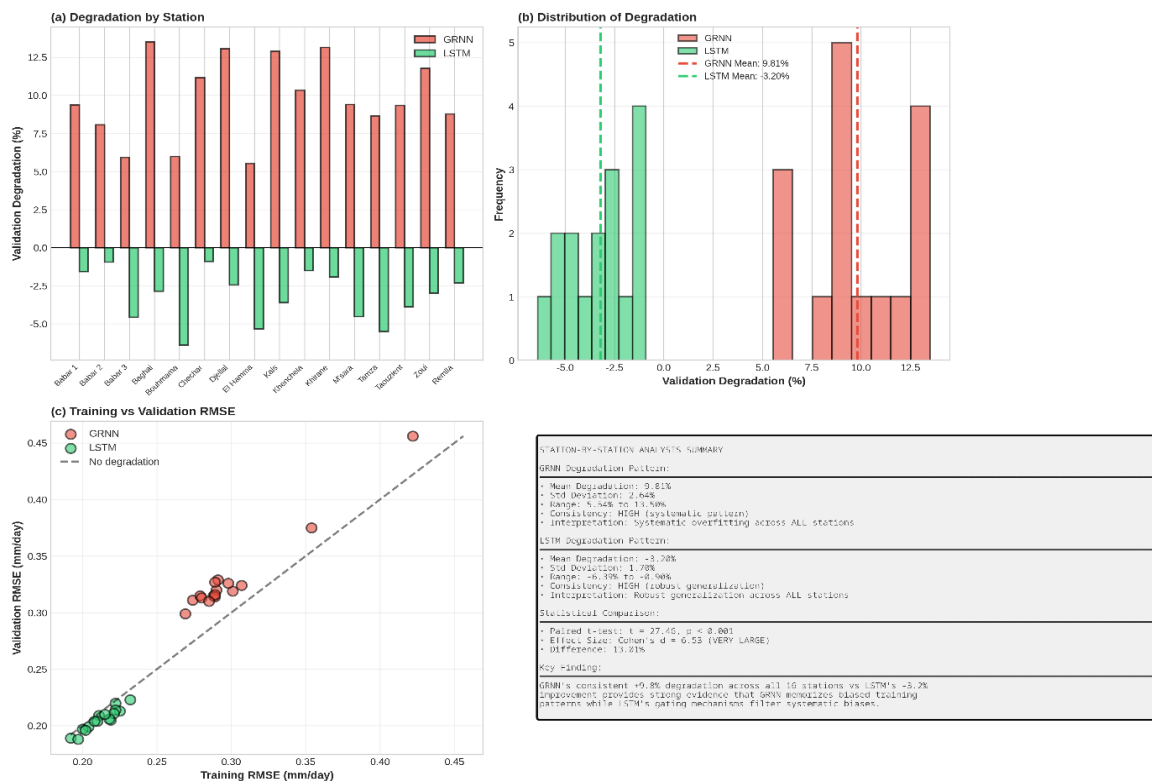 (a) Degradation by Station
Validation Degradation (%)
12.5
10.0
7.5
5.0
2.5
0.0
-2.5
-5.0
GRNN
LSTM
Babar 1
Babar 2
Babar 3
Baghai
Bouhmama
Chechar
Djellal
El Hamma
Kais
Khenchela
Khirane
M'sara
Tamza
Taouzient
Zoui
Remila
(b) Distribution of Degradation
Frequency
5
4
3
2
1
0
GRNN
LSTM
GRNN Mean: 9.81%
LSTM Mean: -3.20%
-5.0
-2.5
0.0
2.5
5.0
7.5
10.0
12.5
Validation Degradation (%)
(c) Training vs Validation RMSE
Validation RMSE (mm/day)
0.45
0.40
0.35
0.30
0.25
0.20
GRNN
LSTM
No degradation
0.20
0.25
0.30
0.35
0.40
0.45
Training RMSE (mm/day)
STATION-BY-STATION ANALYSIS SUMMARY
GRNN Degradation Pattern:
• Mean Degradation: 9.81%
• Std Deviation: 2.64%
• Range: 5.54% to 13.50%
• Consistency: HIGH (systematic pattern)
• Interpretation: Systematic overfitting across ALL stations
LSTM Degradation Pattern:
• Mean Degradation: -3.20%
• Std Deviation: 1.70%
• Range: -6.39% to -0.90%
• Consistency: HIGH (robust generalization)
• Interpretation: Robust generalization across ALL stations
Statistical Comparison:
• Paired t-test: t = 27.46, p < 0.001
• Effect Size: Cohen's d = 6.53 (VERY LARGE)
• Difference: 13.01%
Key Finding:
GRNN's consistent +9.8% degradation across all 16 stations vs LSTM's -3.2%
improvement provides strong evidence that GRNN memorizes biased training
patterns while LSTM's gating mechanisms filter systematic biases.